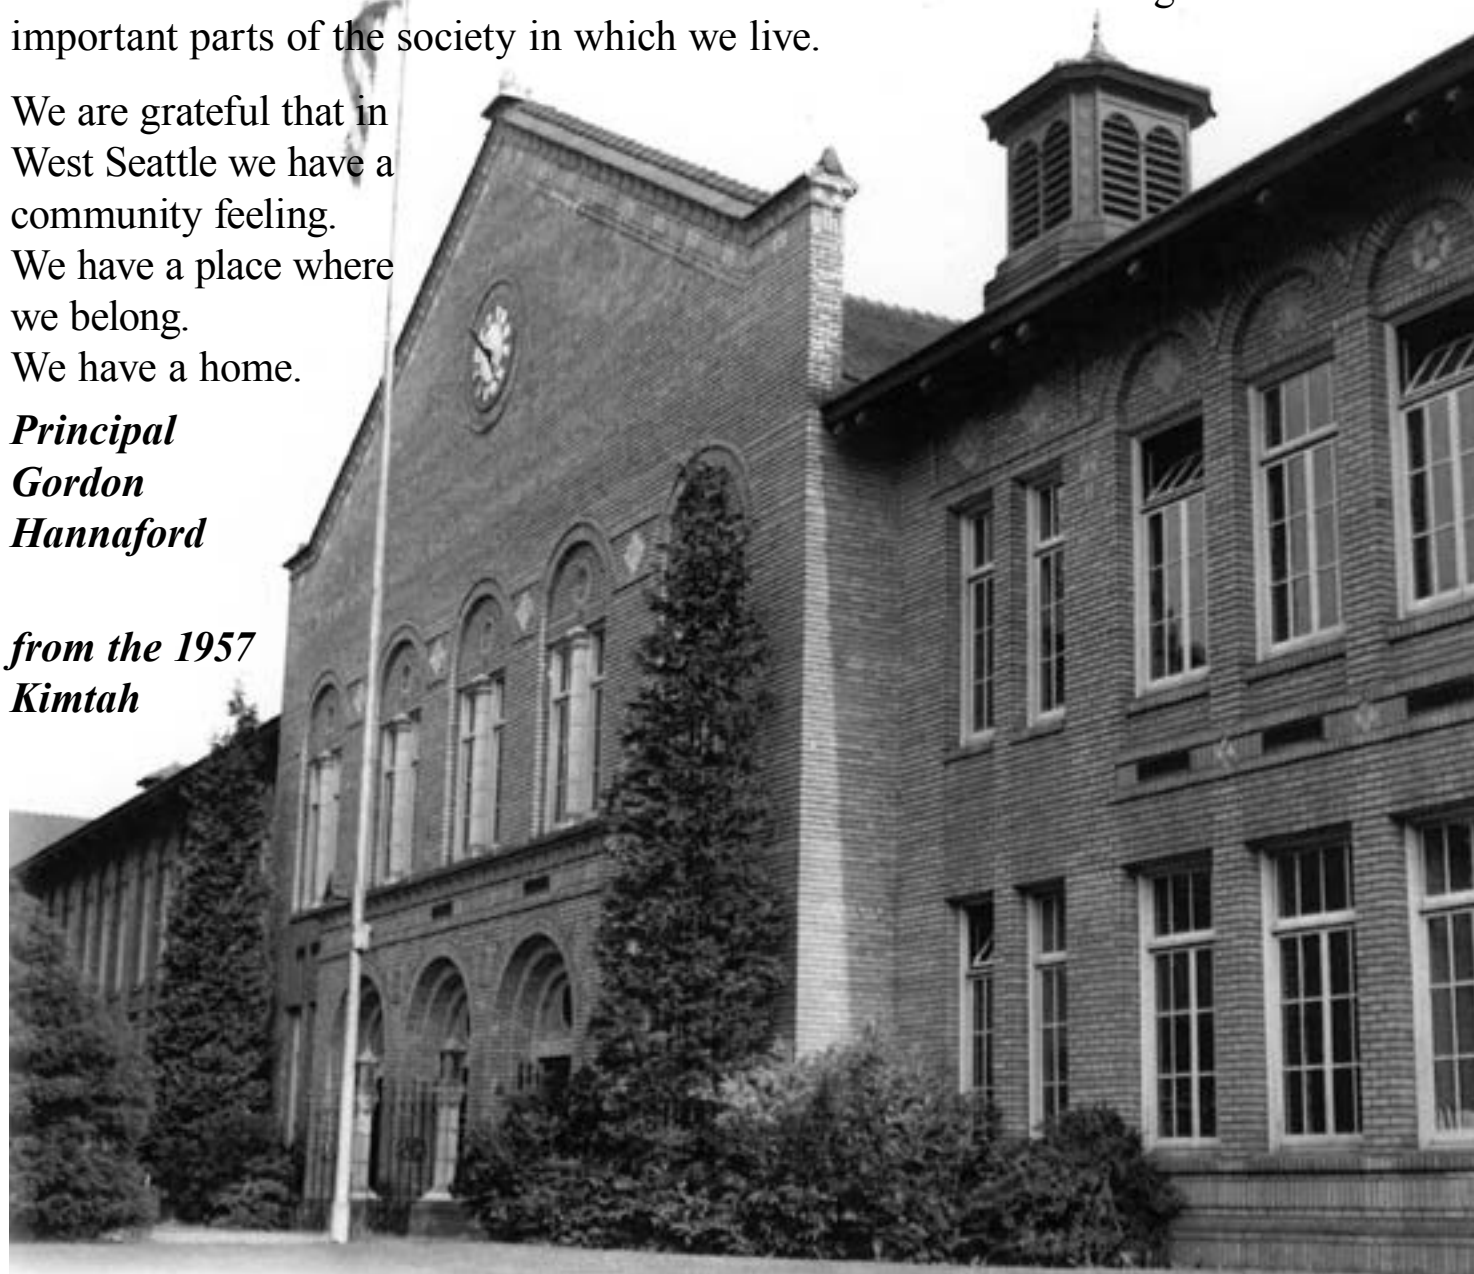 important parts of the society in which we live.
We are grateful that in
West Seattle we have a
community feeling.
We have a place where
we belong.
We have a home.
Principal
Gordon
Hannaford
from the 1957
Kimtah